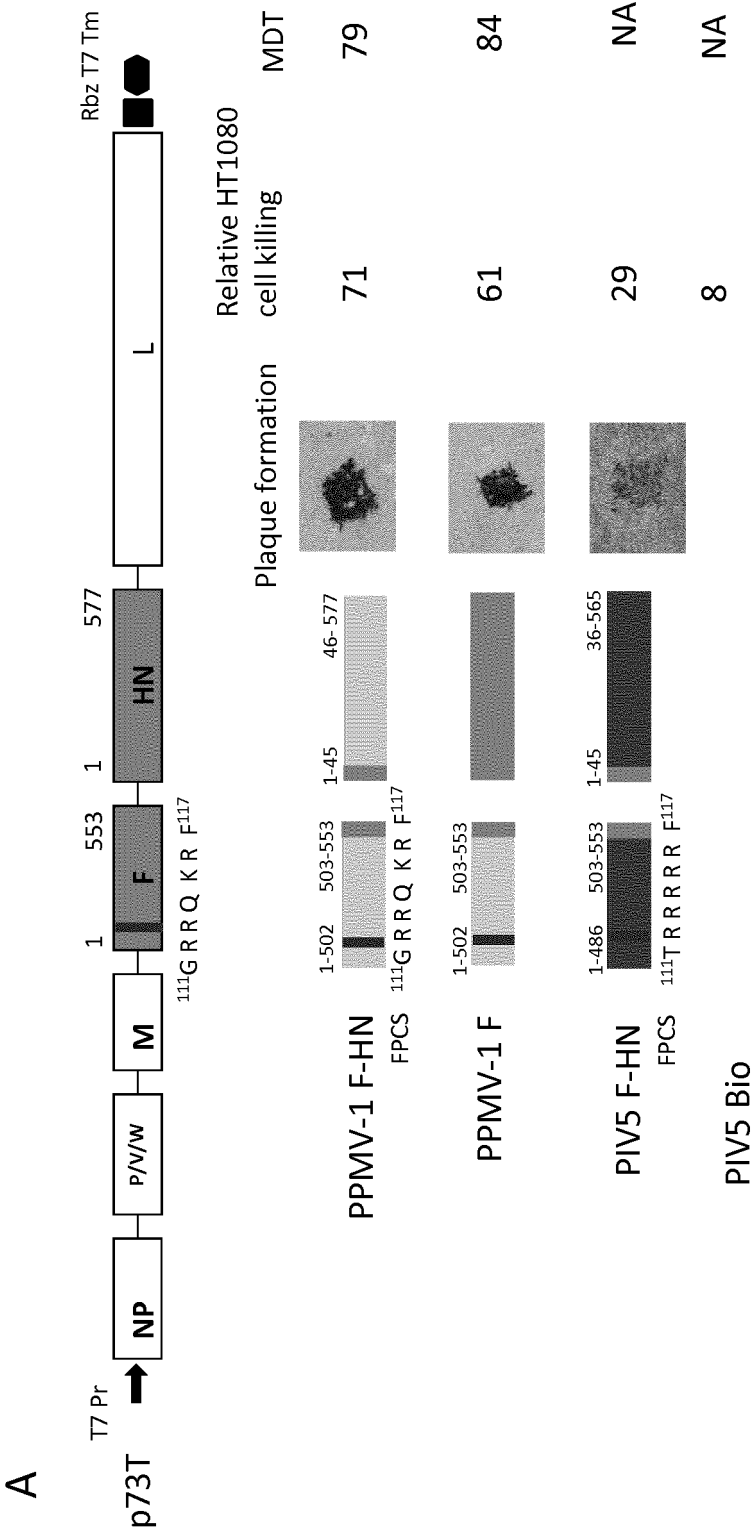 A
T7 Pr
Rbz T7 Tm
1 553
1 577
p73T
NP P/V/W M F HN L
¹¹¹G R R Q K R F¹¹⁷
Plaque formation
Relative HT1080
cell killing
MDT
1-502 503-553 1-45 46-577
PPMV-1 F-HN 71 79
FPCS ¹¹¹G R R Q K R F¹¹⁷
1-502 503-553
PPMV-1 F 61 84
1-486 503-553 1-45 36-565
PIV5 F-HN 29 NA
FPCS ¹¹¹T R R R R R F¹¹⁷
PIV5 Bio 8 NA